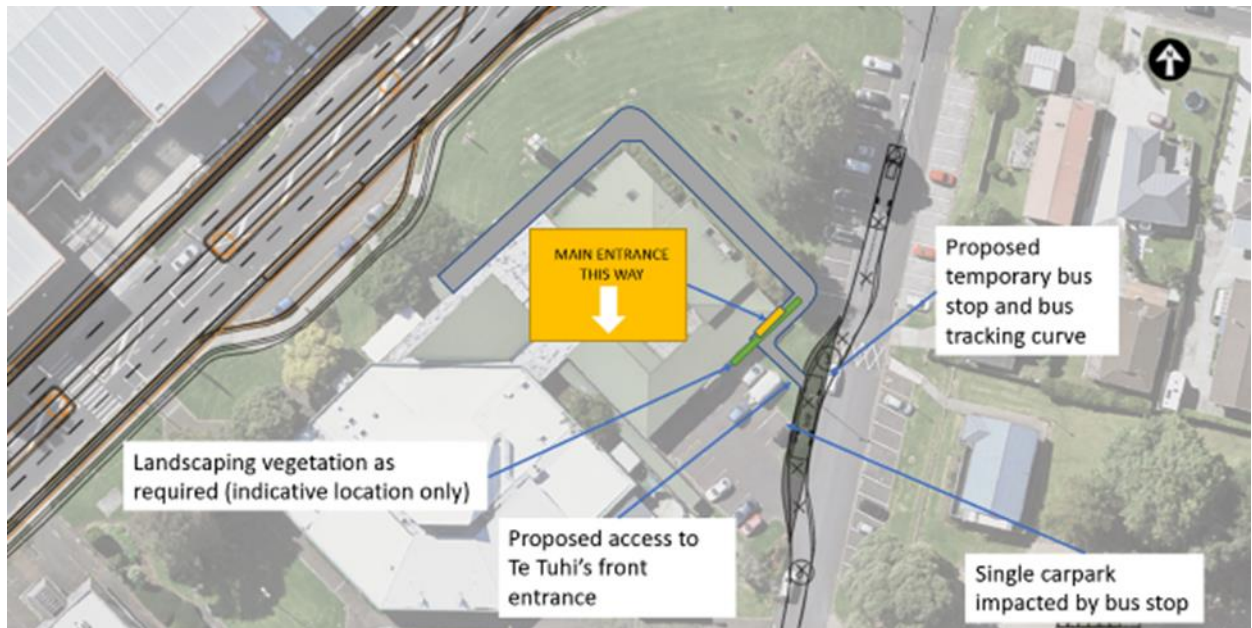 MAIN ENTRANCE
THIS WAY
Proposed
temporary bus
stop and bus
tracking curve
Landscaping vegetation as
required (indicative location only)
Proposed access to
Te Tuhi's front
entrance
Single carpark
impacted by bus stop